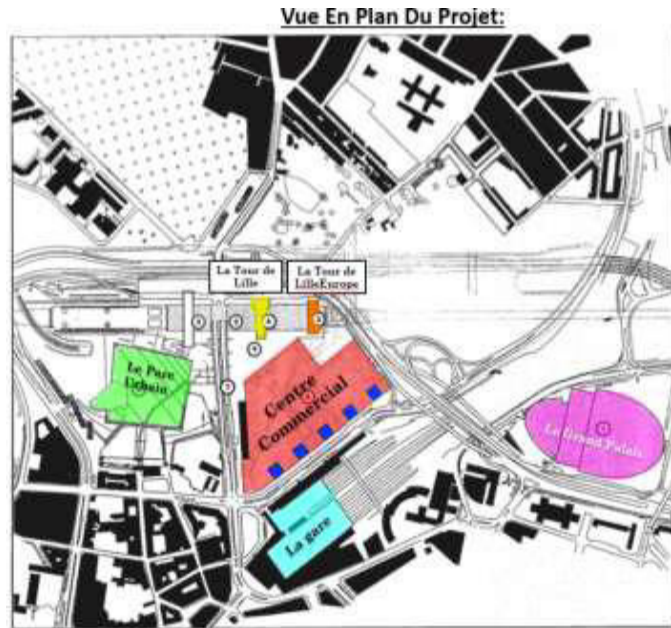 Vue En Plan Du Projet:
La Tour de
Lille
La Tour de
LilleEurope
Le Parc
Urbain
Centre
Commercial
Le Grand Palais
La gare